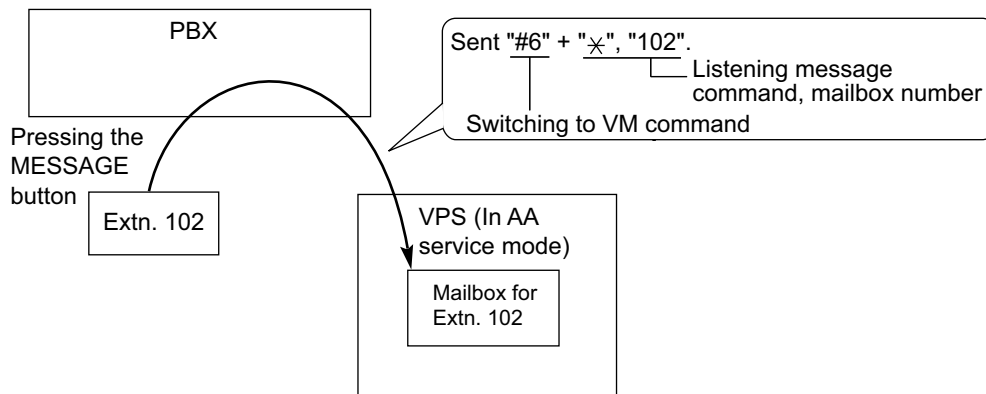 PBX
Sent "#6" + "*", "102".
Listening message
command, mailbox number
Switching to VM command
Pressing the
MESSAGE
button
Extn. 102
VPS (In AA
service mode)
Mailbox for
Extn. 102